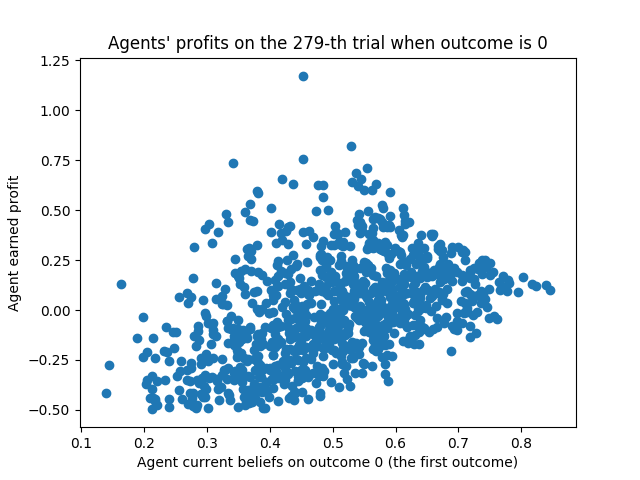 Agents' profits on the 279-th trial when outcome is 0
1.25
1.00
0.75
0.50
0.25
0.00
−0.25
−0.50
Agent earned profit
0.1 0.2 0.3 0.4 0.5 0.6 0.7 0.8
Agent current beliefs on outcome 0 (the first outcome)